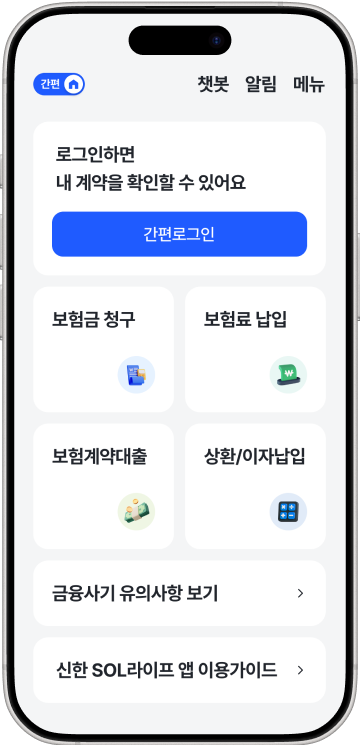 간편
챗봇 알림 메뉴
로그인하면
내 계약을 확인할 수 있어요
간편로그인
보험금 청구
보험료 납입
₩
보험계약대출
상환/이자납입
금융사기 유의사항 보기
신한 SOL라이프 앱 이용가이드